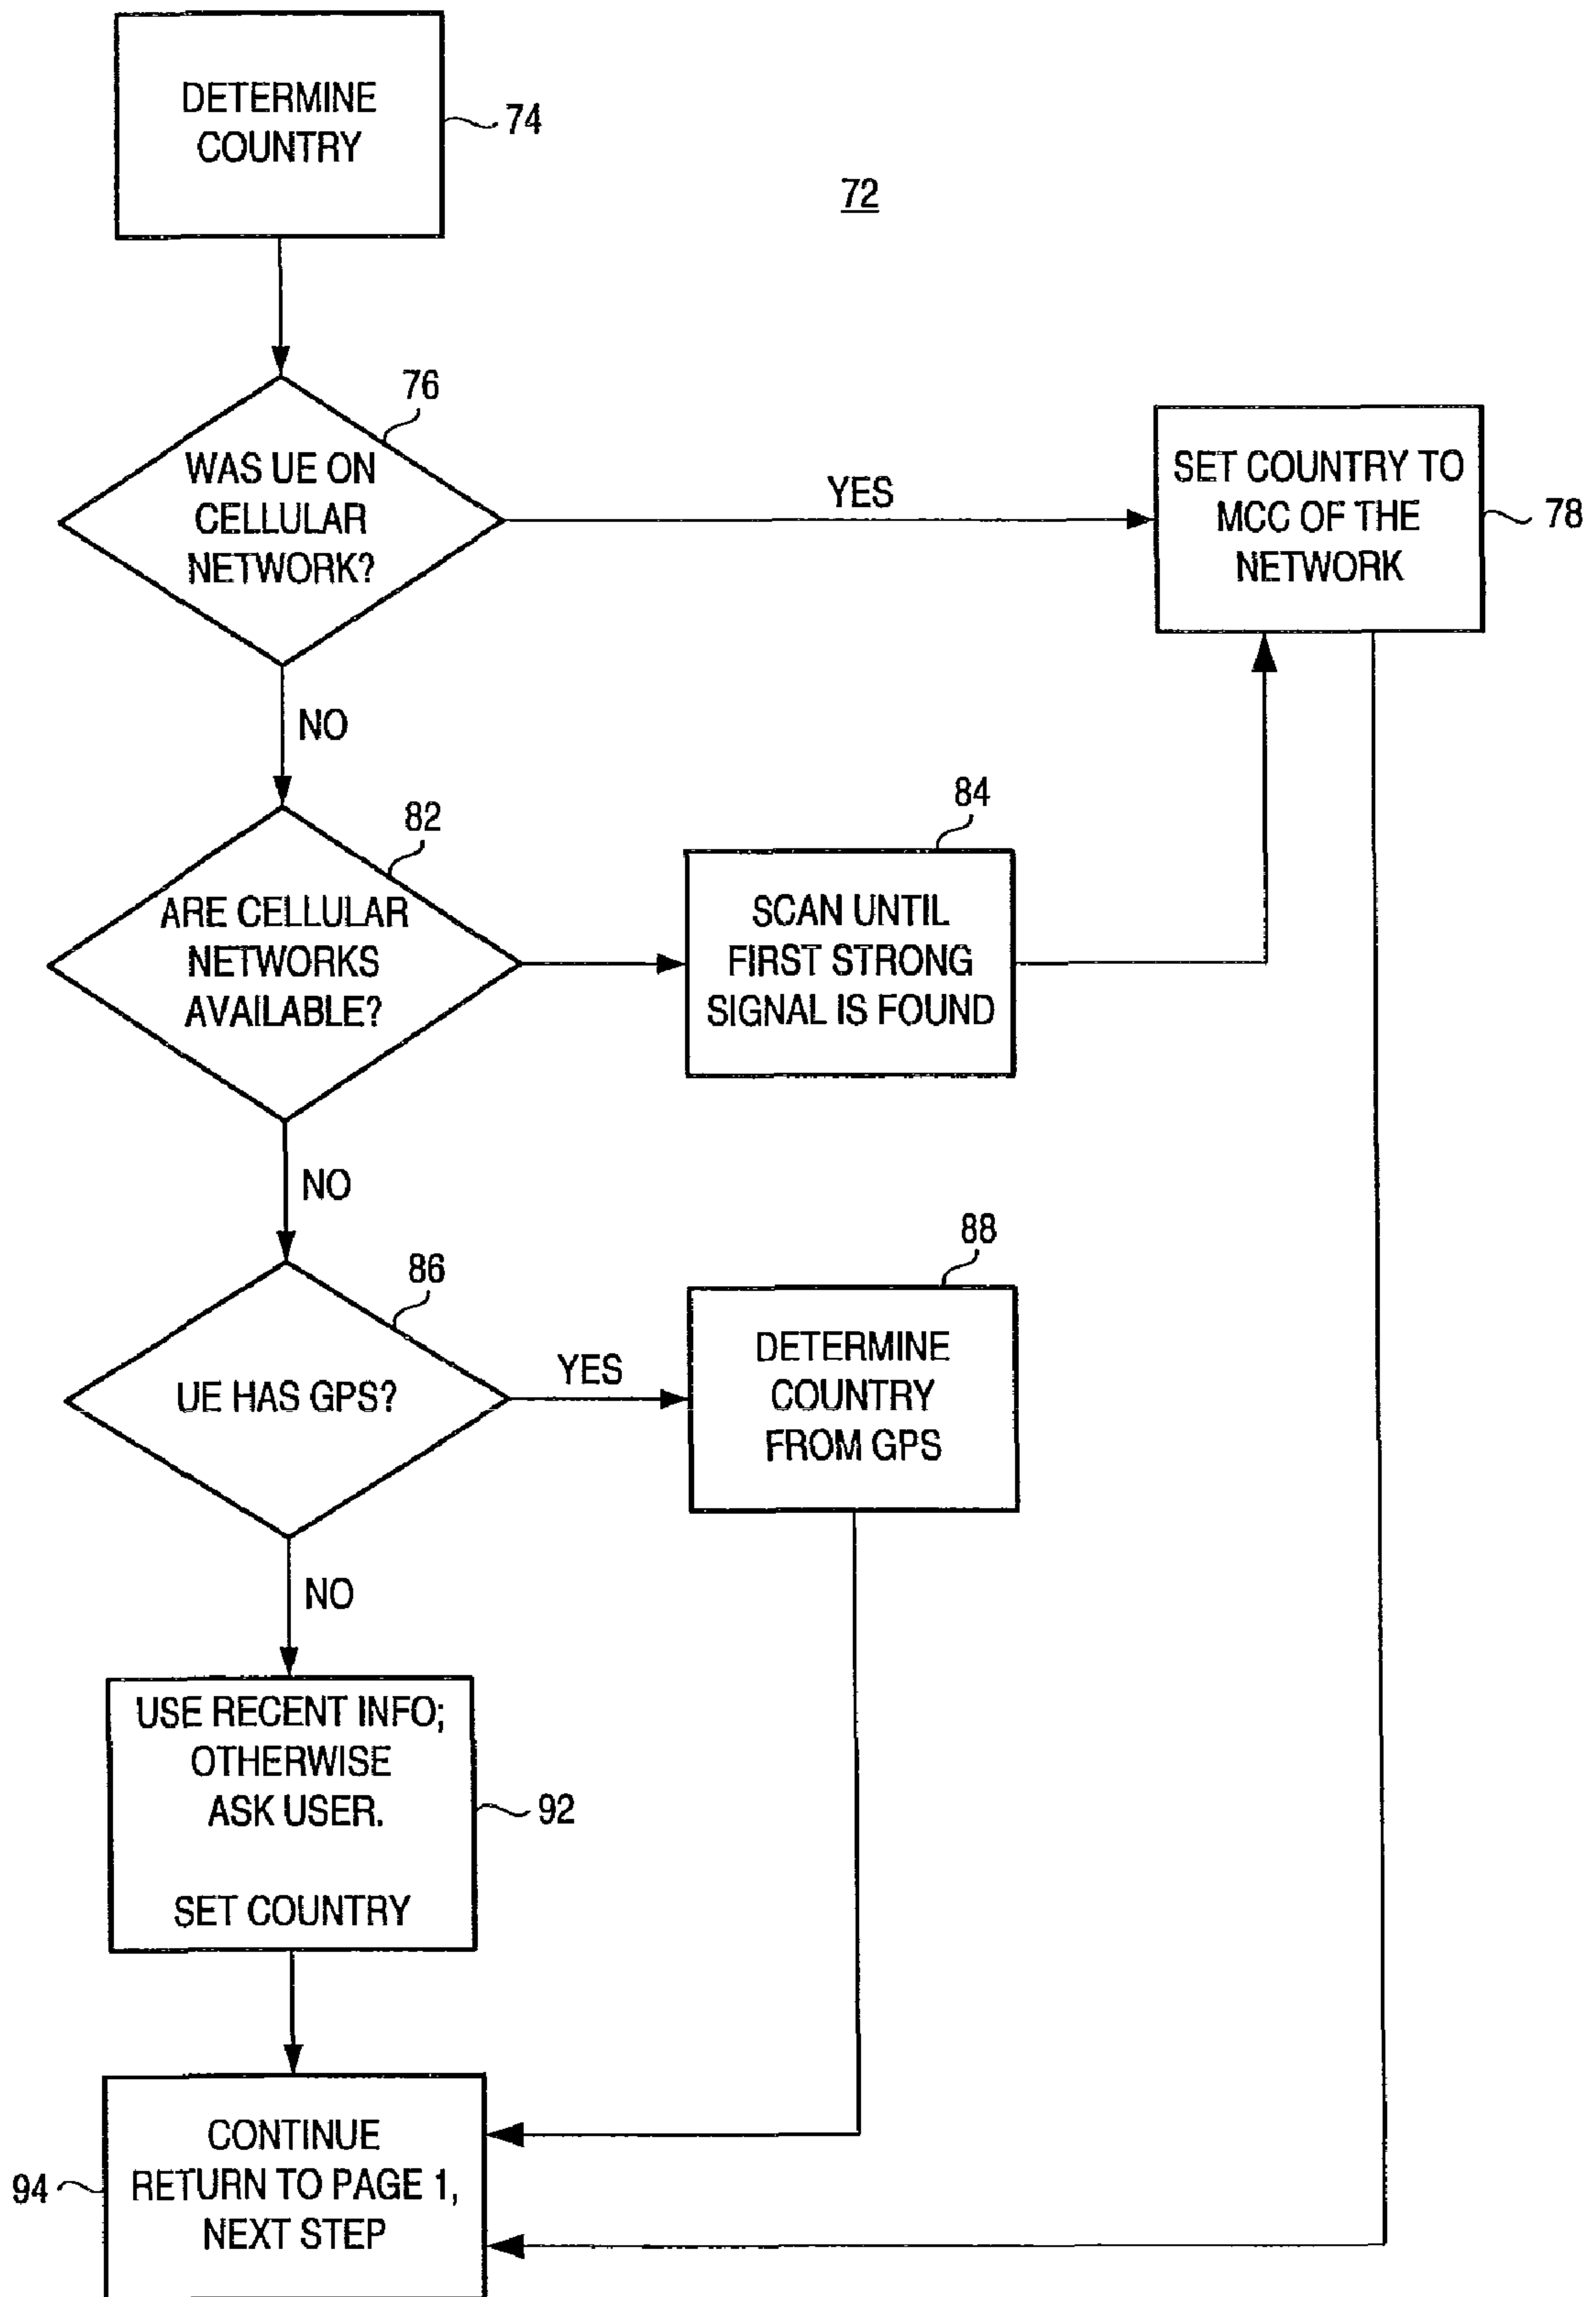 DETERMINE
COUNTRY
74
72
76
WAS UE ON
CELLULAR
NETWORK?
YES
SET COUNTRY TO
MCC OF THE
NETWORK
78
NO
82
ARE CELLULAR
NETWORKS
AVAILABLE?
84
SCAN UNTIL
FIRST STRONG
SIGNAL IS FOUND
NO
86
UE HAS GPS?
YES
88
DETERMINE
COUNTRY
FROM GPS
NO
USE RECENT INFO;
OTHERWISE
ASK USER.
SET COUNTRY
92
CONTINUE
RETURN TO PAGE 1,
NEXT STEP
94